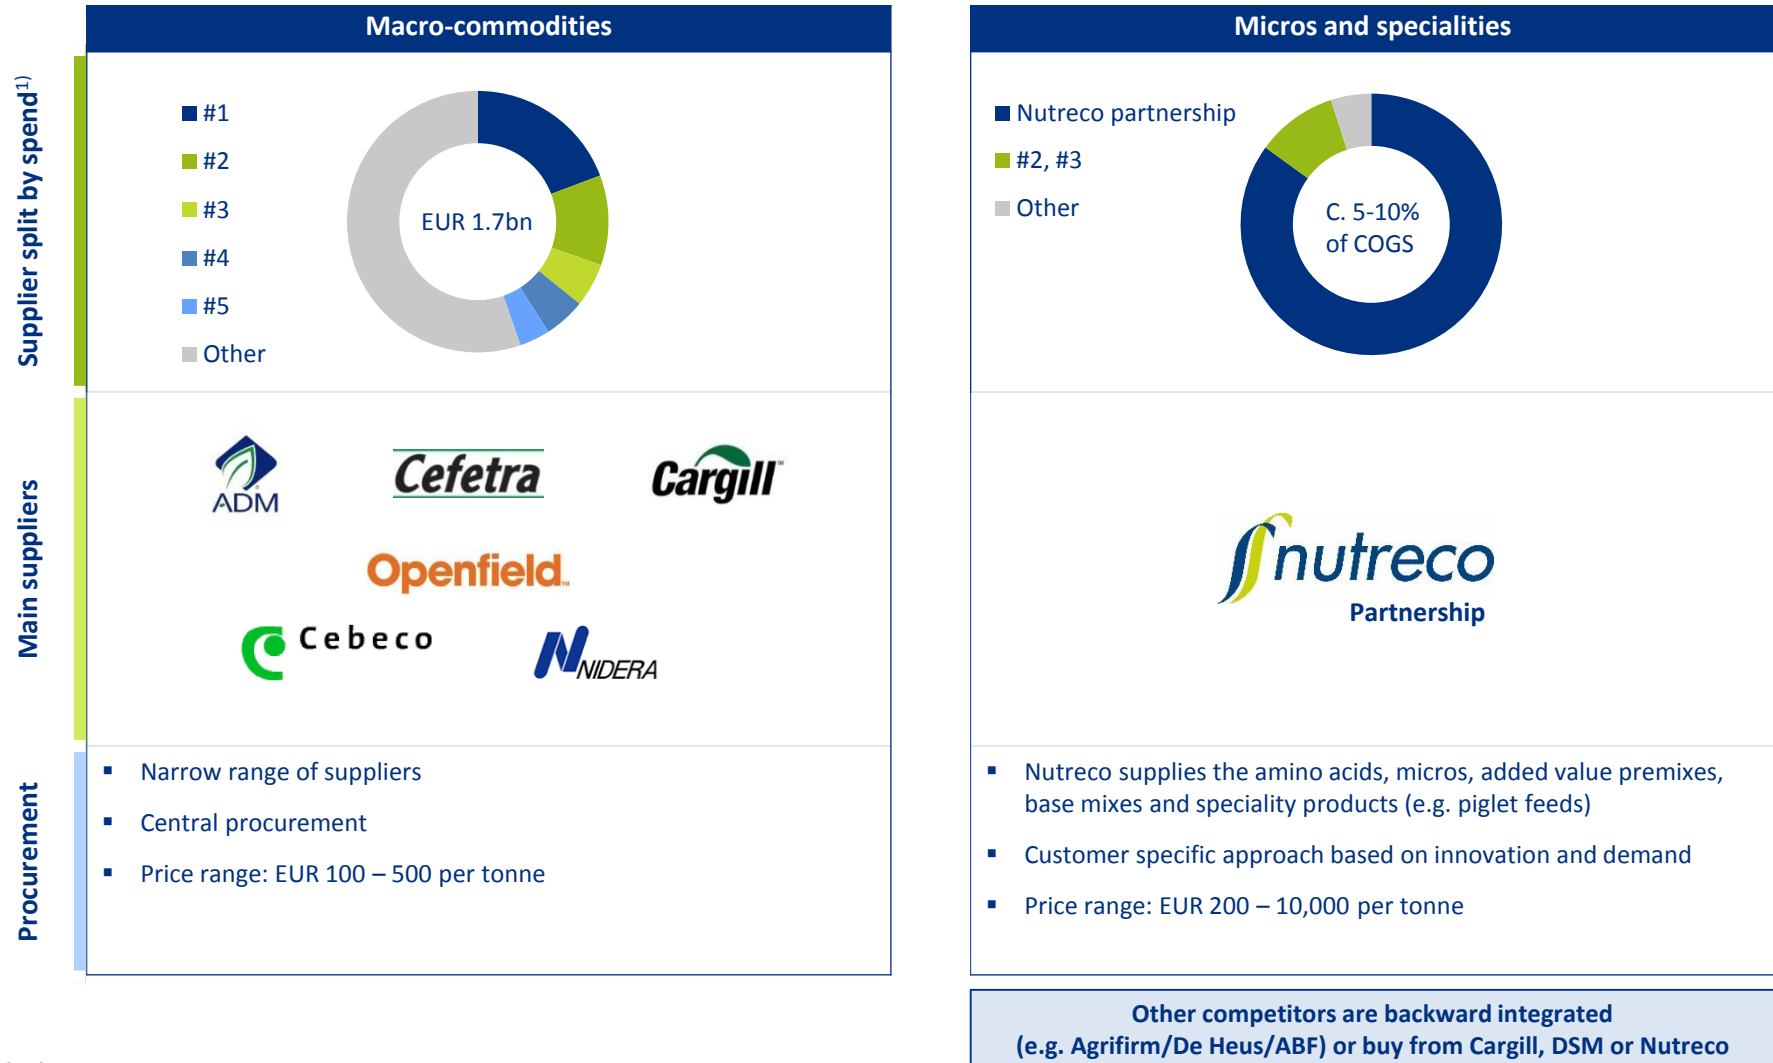 Macro-commodities
Supplier split by spend1)
#1
#2
#3
#4
#5
Other
EUR 1.7bn
Main suppliers
ADM
Cefetra
Cargill™
Openfield™
Cebeco
NIDERA
Procurement
▪ Narrow range of suppliers
▪ Central procurement
▪ Price range: EUR 100 – 500 per tonne
Micros and specialities
Nutreco partnership
#2, #3
Other
C. 5-10%
of COGS
nutreco
Partnership
▪ Nutreco supplies the amino acids, micros, added value premixes,
base mixes and speciality products (e.g. piglet feeds)
▪ Customer specific approach based on innovation and demand
▪ Price range: EUR 200 – 10,000 per tonne
Other competitors are backward integrated
(e.g. Agrifirm/De Heus/ABF) or buy from Cargill, DSM or Nutreco